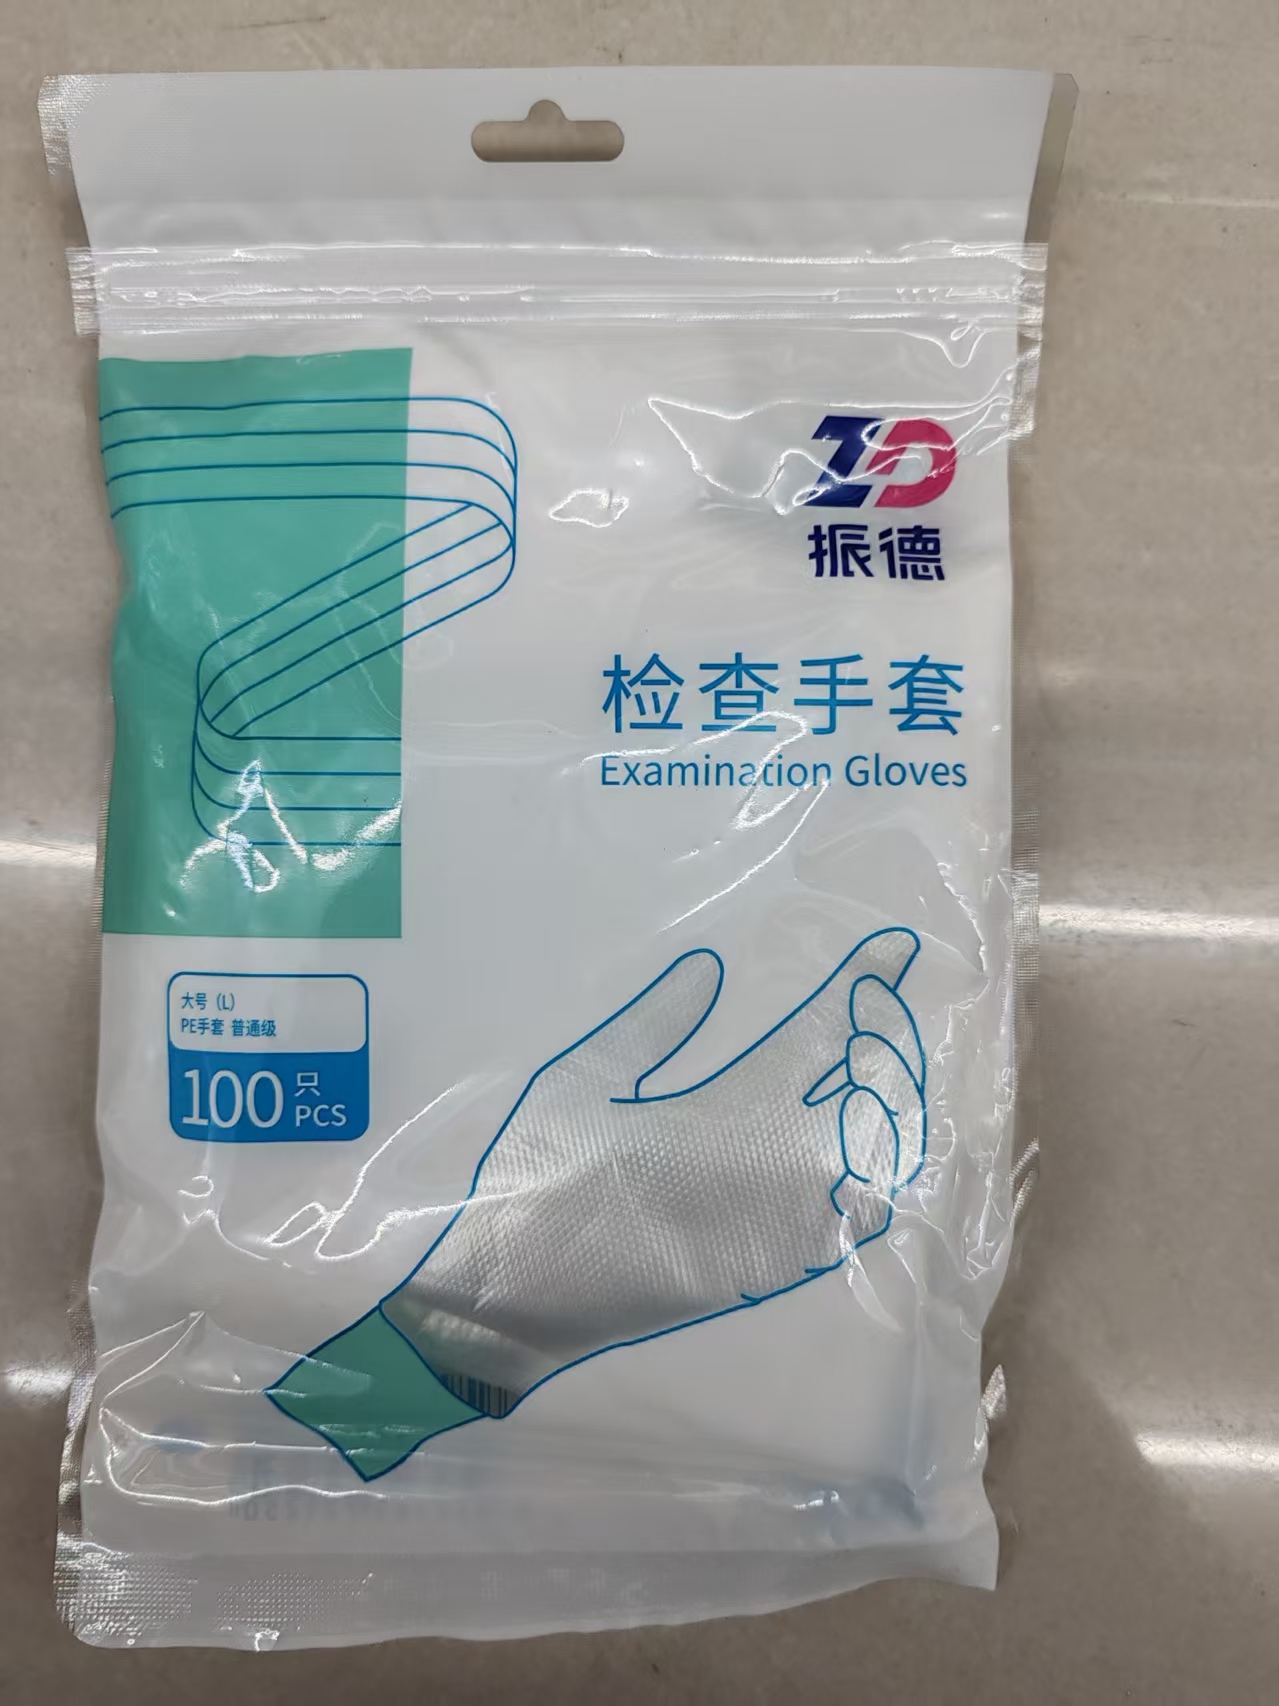 ZD
振德
检查手套
Examination Gloves
大号（L）
PE手套 普通级
100只
PCS